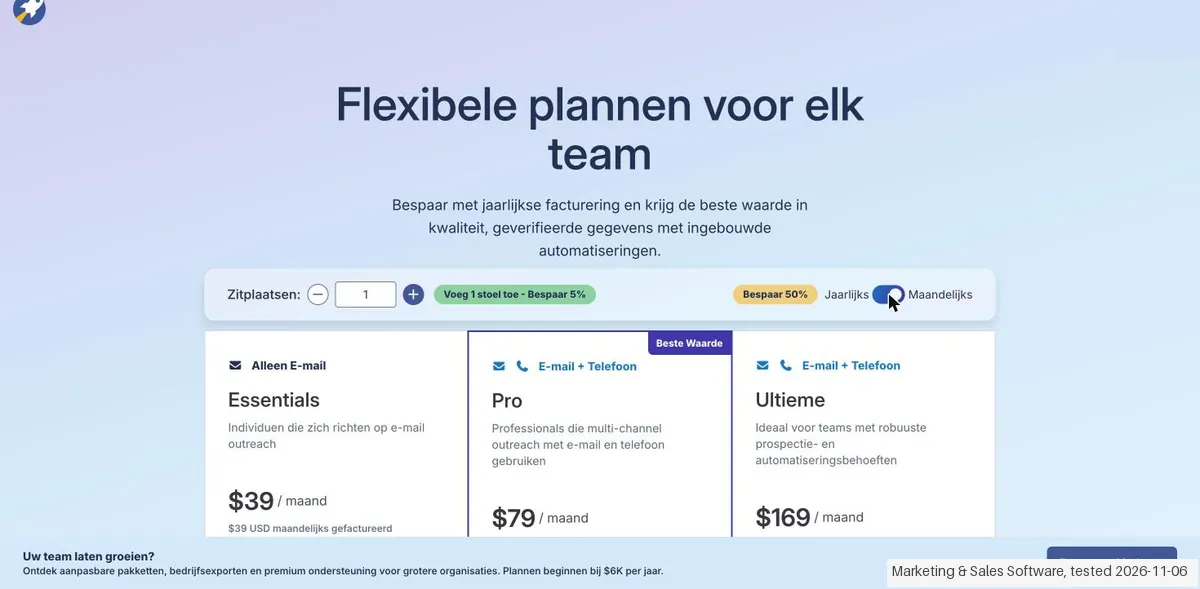 Flexibele plannen voor elk
team
Bespaar met jaarlijkse facturering en krijg de beste waarde in
kwaliteit, geverifieerde gegevens met ingebouwde
automatiseringen.
Zitplaatsen: 1 Voeg 1 stoel toe - Bespaar 5% Bespaar 50% Jaarlijks Maandelijks
Beste Waarde
Alleen E-mail
Essentials
Individuen die zich richten op e-mail
outreach
$39 / maand
$39 USD maandelijks gefactureerd
E-mail + Telefoon
Pro
Professionals die multi-channel
outreach met e-mail en telefoon
gebruiken
$79 / maand
E-mail + Telefoon
Ultieme
Ideaal voor teams met robuuste
prospectie- en
automatiseringsbehoeften
$169 / maand
Uw team laten groeien?
Ontdek aanpasbare pakketten, bedrijfsexporten en premium ondersteuning voor grotere organisaties. Plannen beginnen bij $6K per jaar.
Marketing & Sales Software, tested 2026-11-06